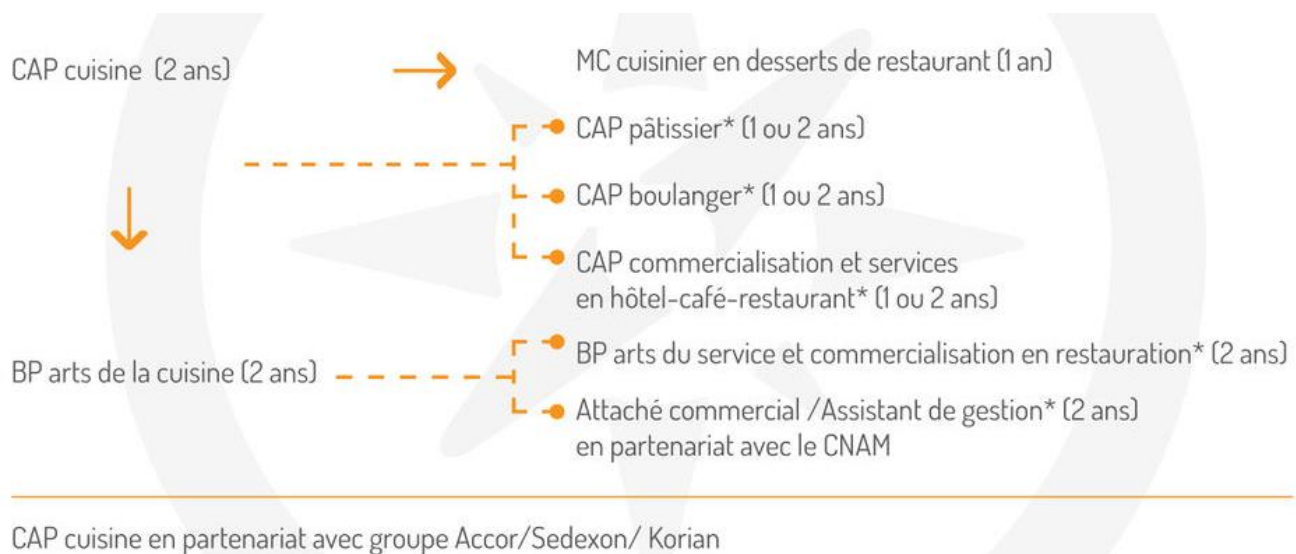 CAP cuisine (2 ans)
MC cuisinier en desserts de restaurant (1 an)
CAP pâtissier* (1 ou 2 ans)
CAP boulanger* (1 ou 2 ans)
CAP commercialisation et services
en hôtel-café-restaurant* (1 ou 2 ans)
BP arts de la cuisine (2 ans)
BP arts du service et commercialisation en restauration* (2 ans)
Attaché commercial /Assistant de gestion* (2 ans)
en partenariat avec le CNAM
CAP cuisine en partenariat avec groupe Accor/Sedexon/ Korian